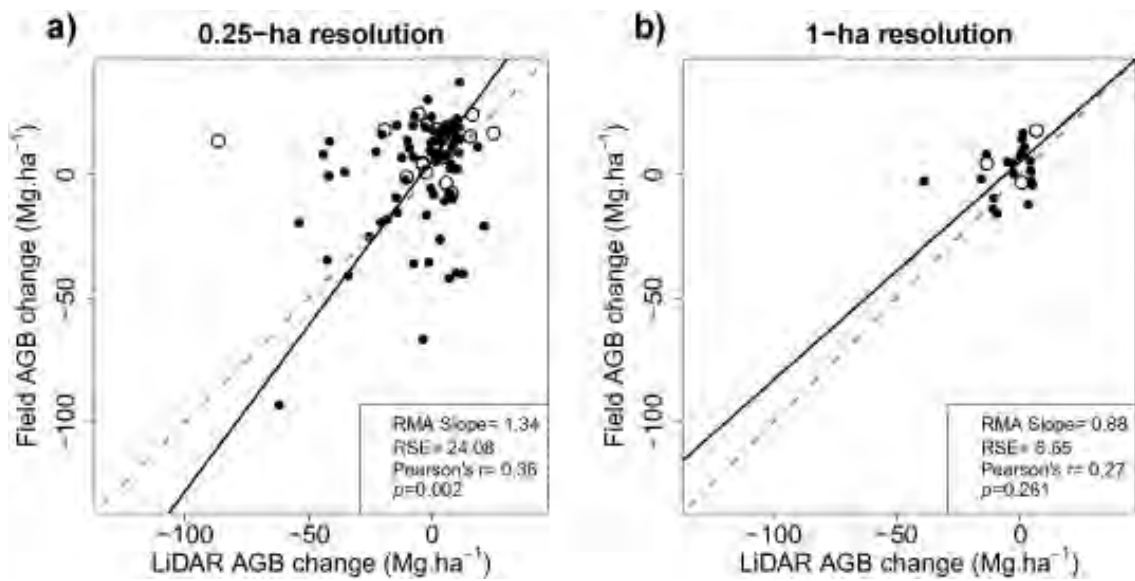 a) 0.25−ha resolution
Field AGB change (Mg.ha−1)
0
−50
−100
RMA Slope= 1.34
RSE= 24.08
Pearson's r= 0.36
p=0.002
−100 −50 0
LiDAR AGB change (Mg.ha−1)
b) 1−ha resolution
Field AGB change (Mg.ha−1)
0
−50
−100
RMA Slope= 0.88
Pearson's r= 0.27
p=0.261
−100 −50 0
LiDAR AGB change (Mg.ha−1)